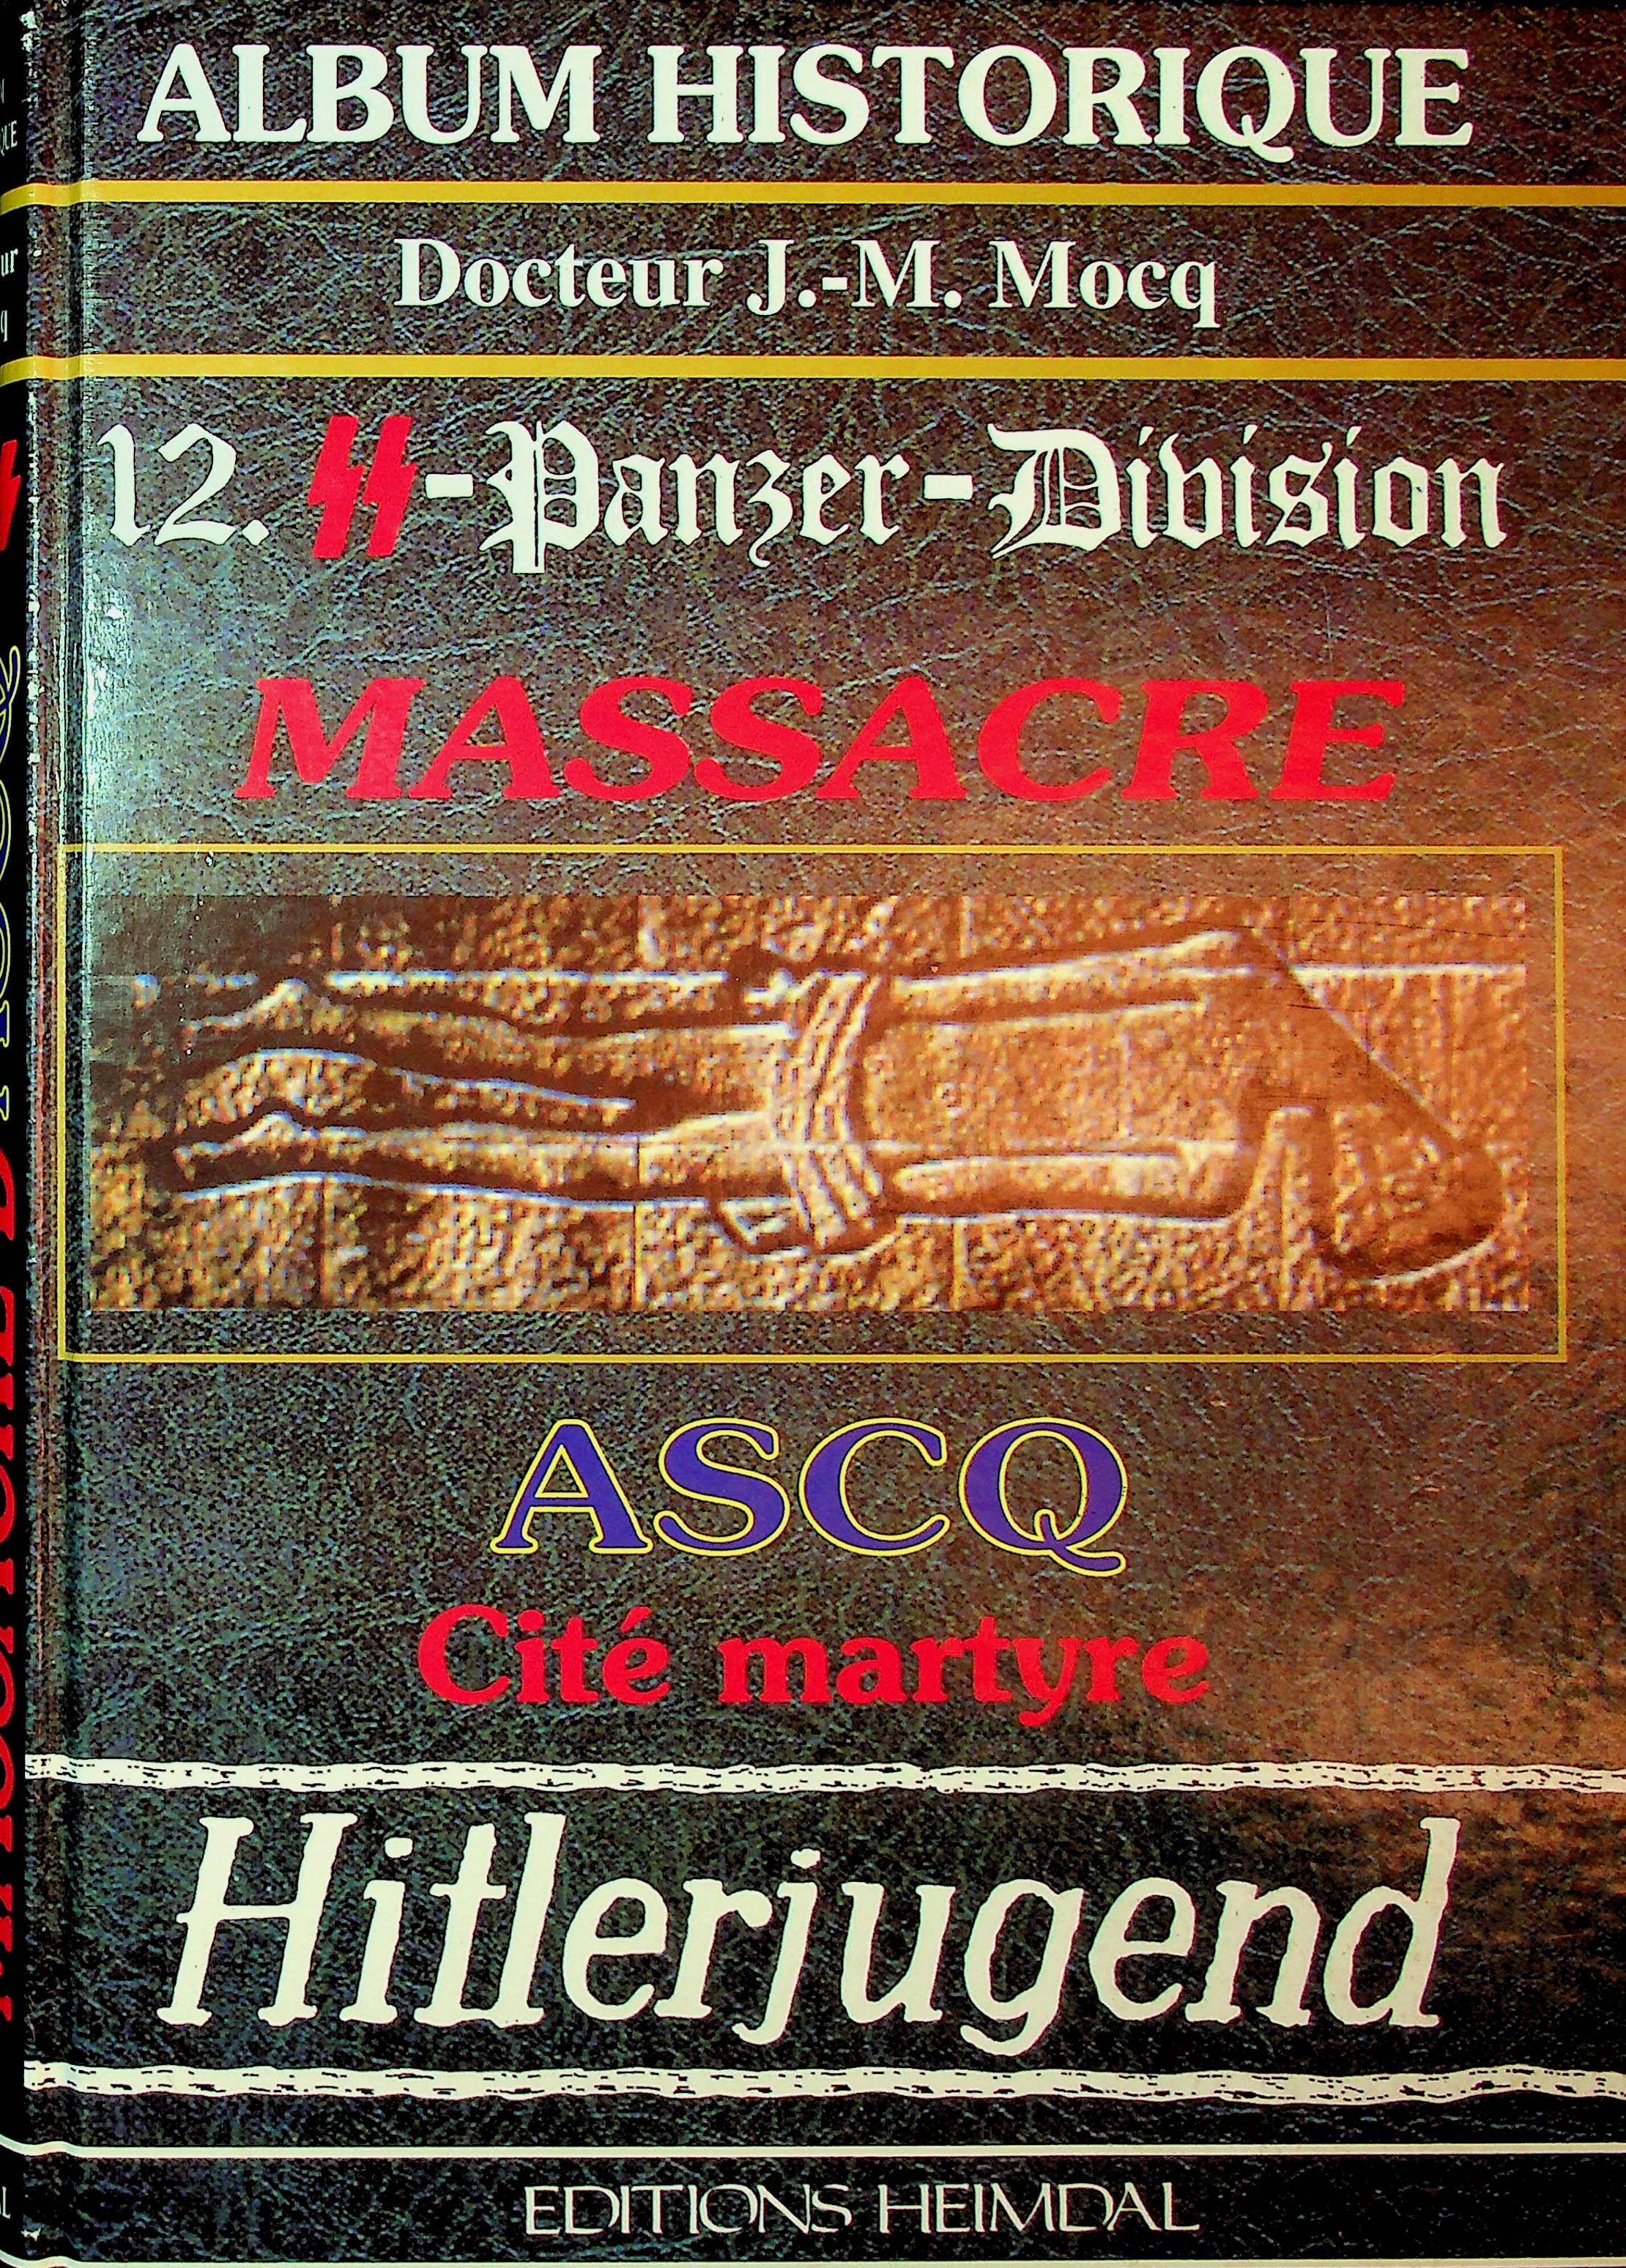 ALBUM HISTORIQUE
Docteur J.-M. Mocq
12. SS-Panzer-Division
MASSACRE
ASCQ
Cité martyre
Hitlerjugend
EDITIONS HEIMDAL